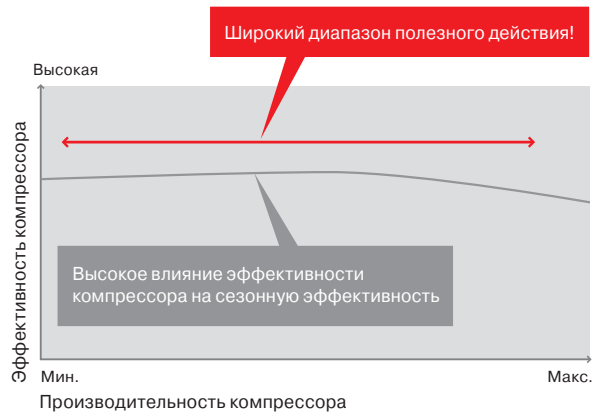 Широкий диапазон полезного действия!
Высокая
Эффективность компрессора
Высокое влияние эффективности
компрессора на сезонную эффективность
Мин.
Макс.
Производительность компрессора